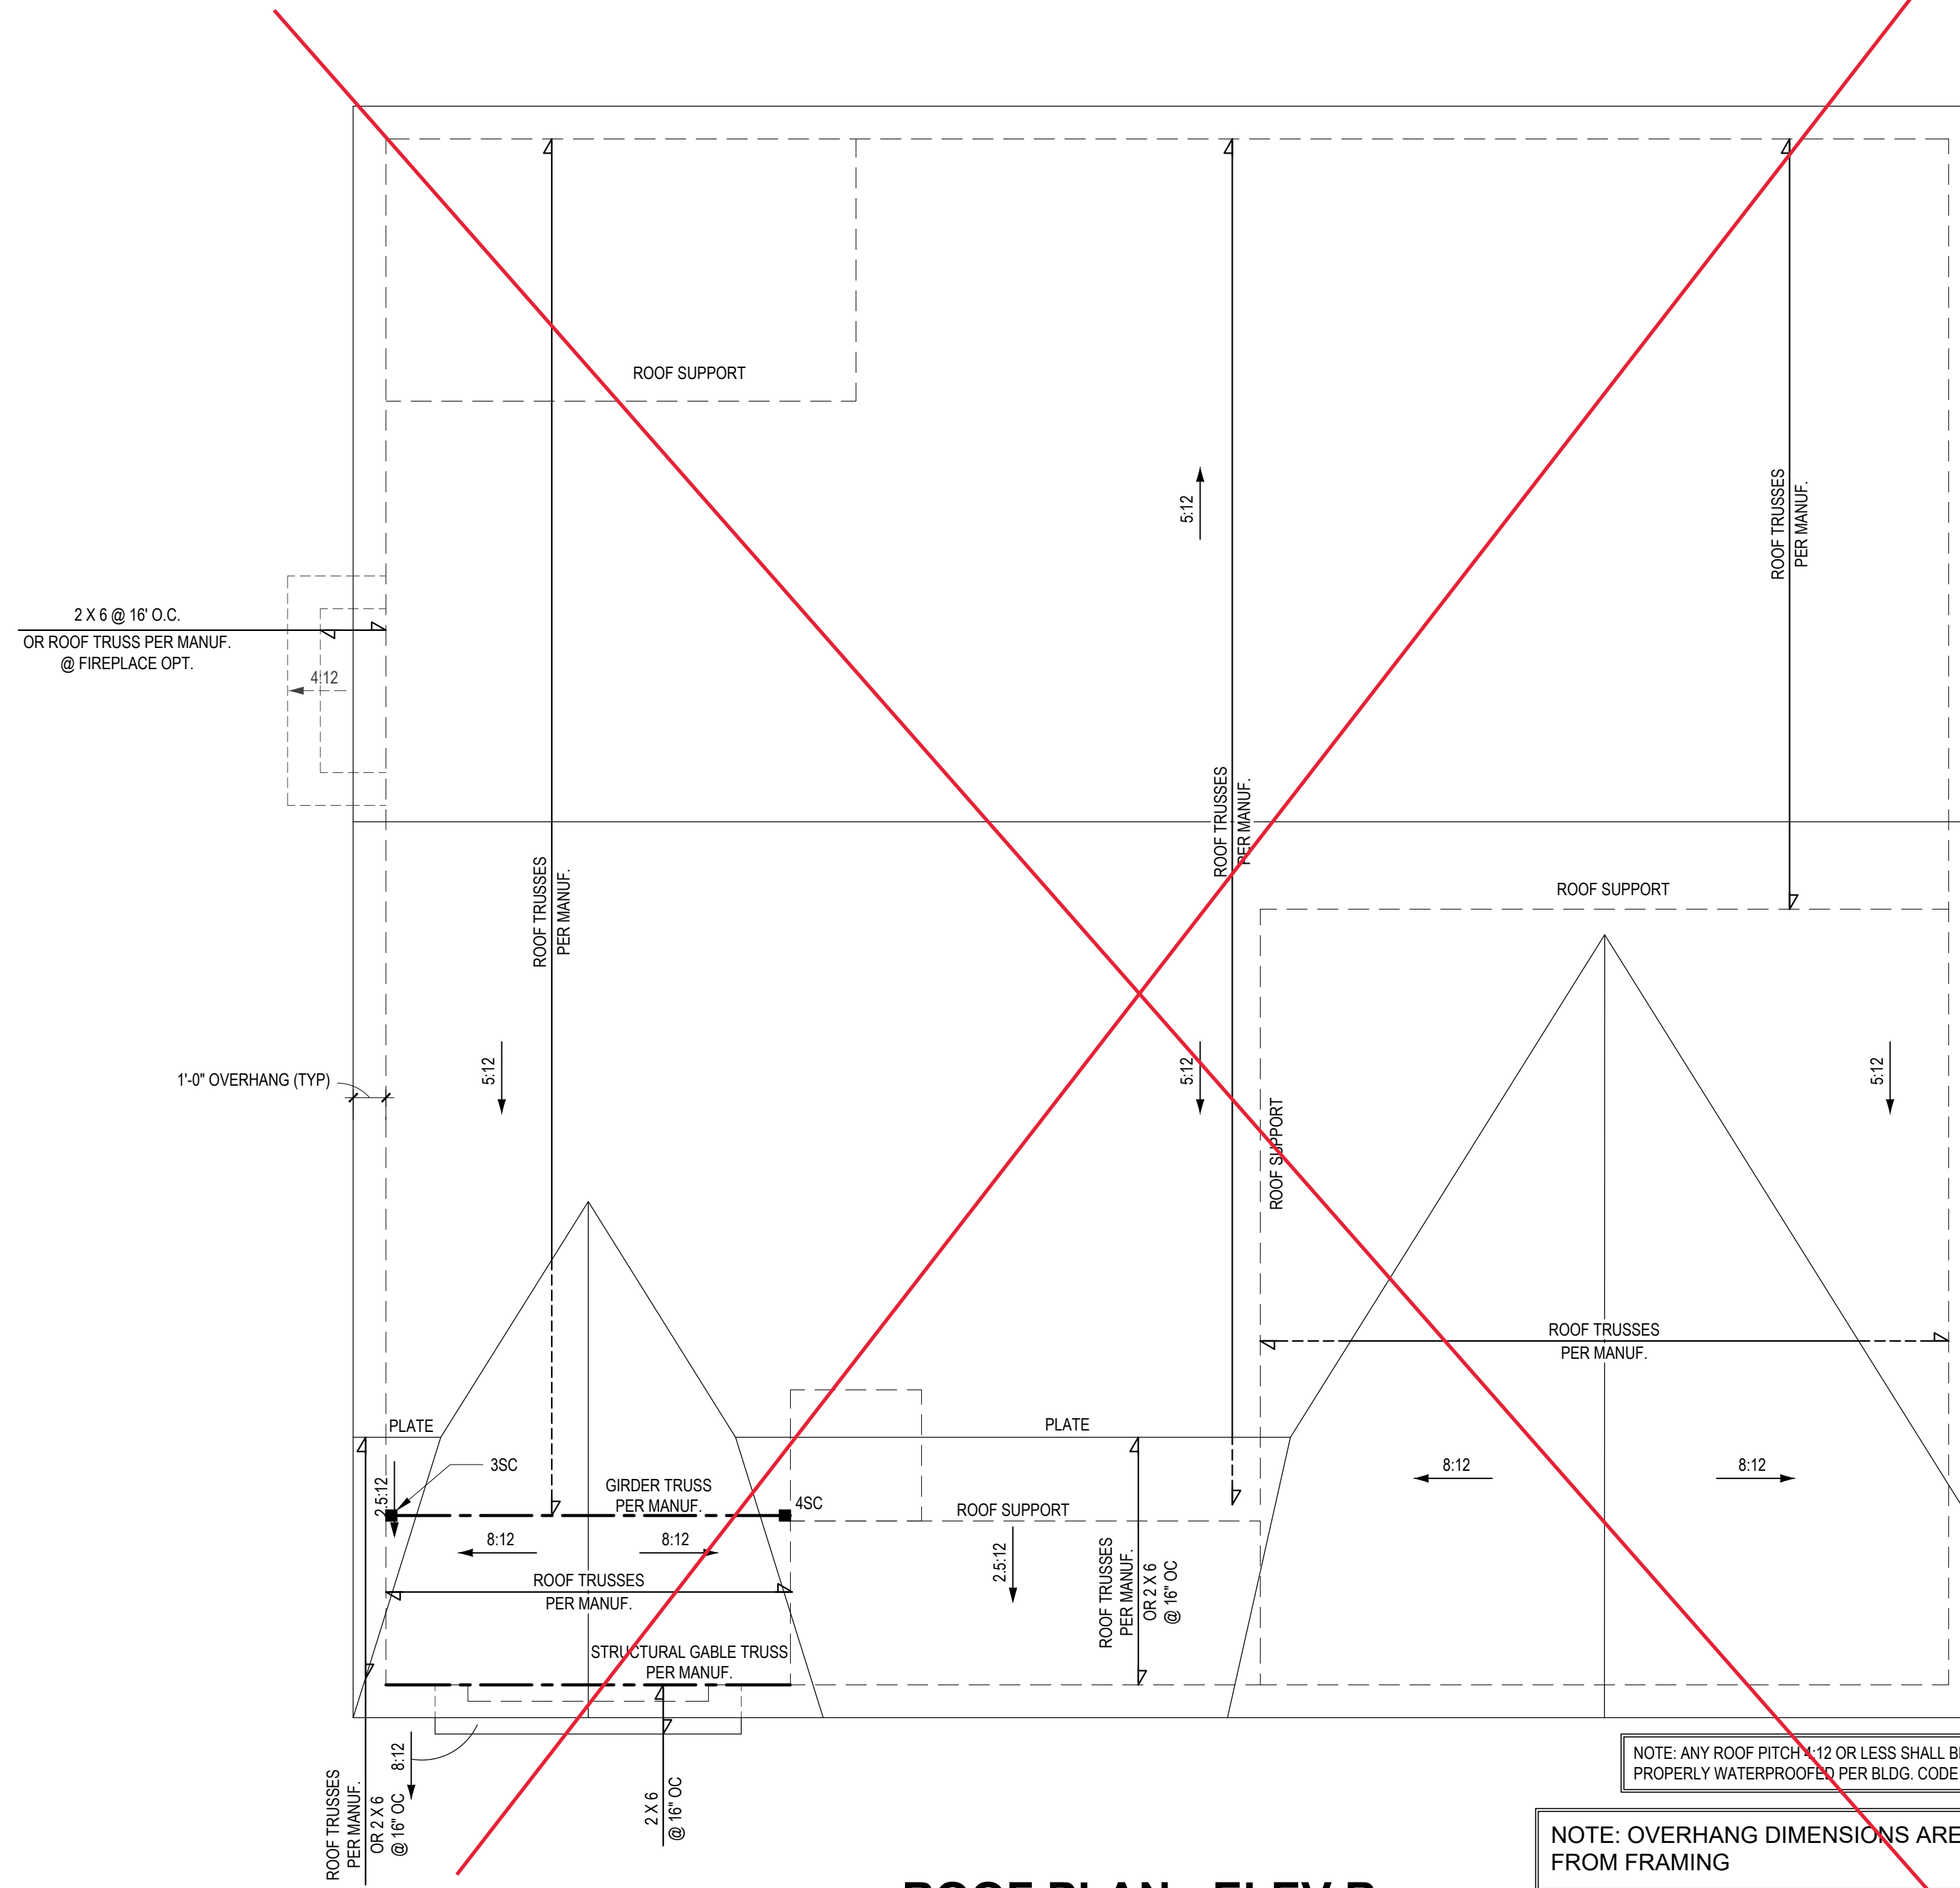 ROOF SUPPORT
5:12
ROOF TRUSSES
PER MANUF.
2 X 6 @ 16' O.C.
OR ROOF TRUSS PER MANUF.
@ FIREPLACE OPT.
4:12
ROOF TRUSSES
PER MANUF.
ROOF TRUSSES
PER MANUF.
ROOF SUPPORT
1'-0" OVERHANG (TYP)
5:12
5:12
5:12
ROOF SUPPORT
ROOF TRUSSES
PER MANUF.
PLATE
PLATE
3SC
2.5:12
GIRDER TRUSS
PER MANUF.
4SC
8:12
8:12
8:12
8:12
ROOF SUPPORT
2.5:12
ROOF TRUSSES
PER MANUF.
OR 2 X 6
@ 16" OC
ROOF TRUSSES
PER MANUF.
STRUCTURAL GABLE TRUSS
PER MANUF.
8:12
ROOF TRUSSES
PER MANUF.
OR 2 X 6
@ 16" OC
2 X 6
@ 16" OC
NOTE: ANY ROOF PITCH 4:12 OR LESS SHALL
PROPERLY WATERPROOFED PER BLDG. CODE
NOTE: OVERHANG DIMENSIONS ARE
FROM FRAMING
ROOF PLAN - ELEV B